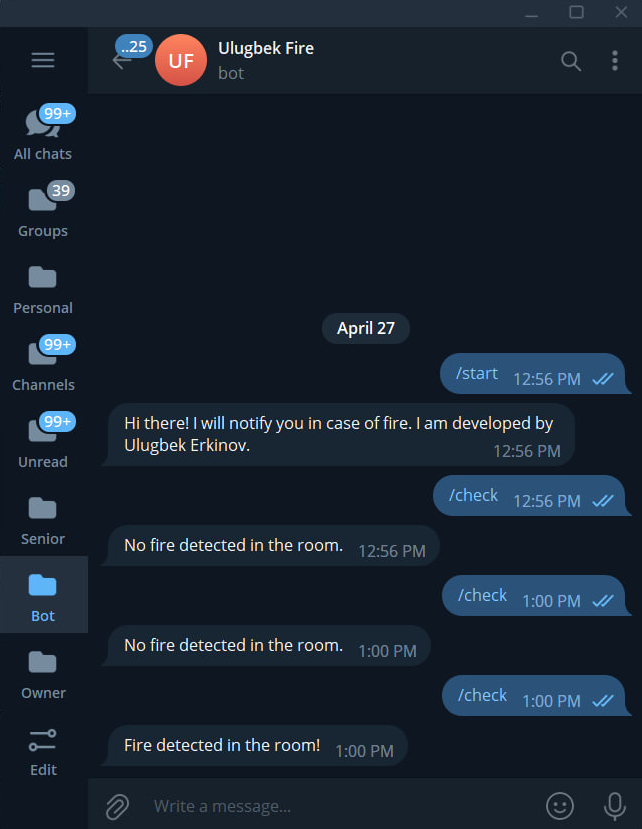 ..25
UF
Ulugbek Fire
bot
99+
All chats
39
Groups
Personal
99+
Channels
99+
Unread
Senior
Bot
Owner
Edit
April 27
/start 12:56 PM
Hi there! I will notify you in case of fire. I am developed by
Ulugbek Erkinov. 12:56 PM
/check 12:56 PM
No fire detected in the room. 12:56 PM
/check 1:00 PM
No fire detected in the room. 1:00 PM
/check 1:00 PM
Fire detected in the room! 1:00 PM
Write a message...